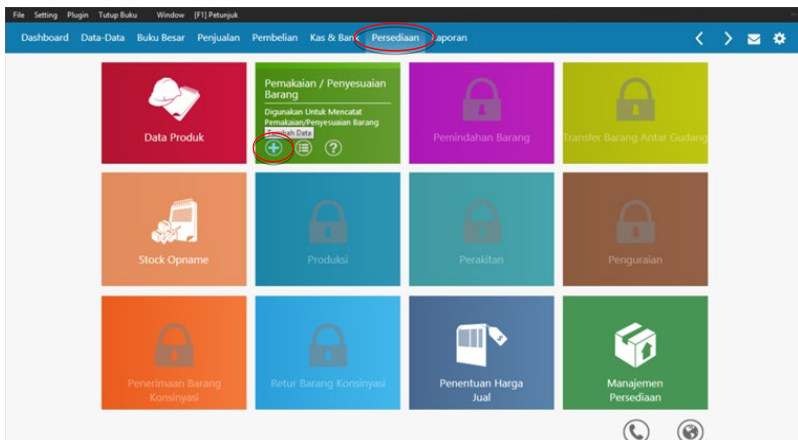 File Setting Plugin Tutup Buku Window [F1] Petunjuk
Dashboard Data-Data Buku Besar Penjualan Pembelian Kas & Bank Persediaan Laporan
Data Produk
Pemakaian / Penyesuaian
Barang
Digunakan Untuk Mencatat
Pemakaian/Penyesuaian Barang
Tambah Data
Pemindahan Barang
Transfer Barang Antar Gudang
Stock Opname
Produksi
Perakitan
Penguraian
Penerimaan Barang
Konsinyasi
Retur Barang Konsinyasi
Penentuan Harga
Jual
Manajemen
Persediaan